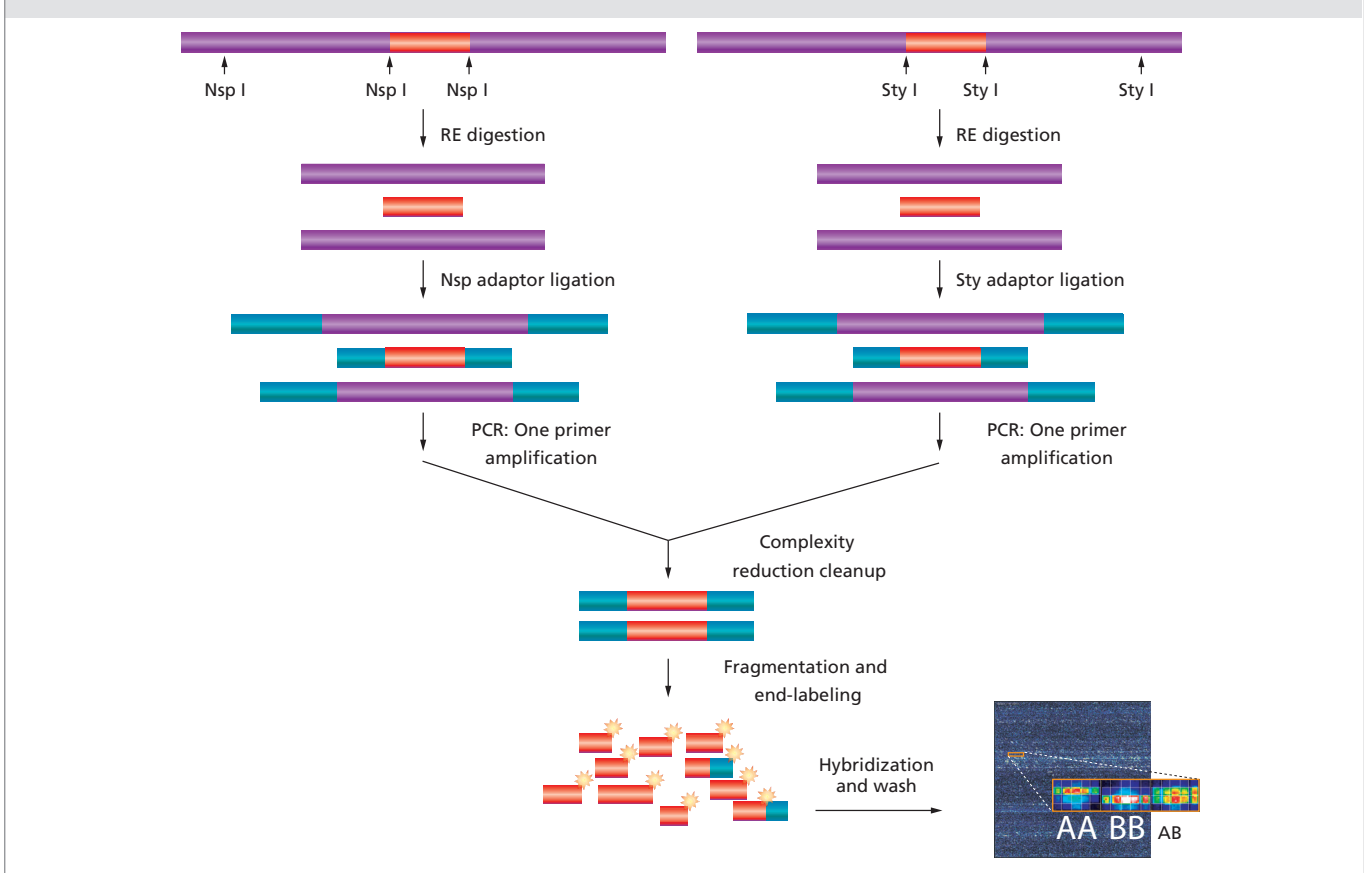 Nsp I Nsp I Nsp I Sty I Sty I Sty I
RE digestion RE digestion
Nsp adaptor ligation Sty adaptor ligation
PCR: One primer
amplification
PCR: One primer
amplification
Complexity
reduction cleanup
Fragmentation and
end-labeling
Hybridization
and wash
AA BB AB